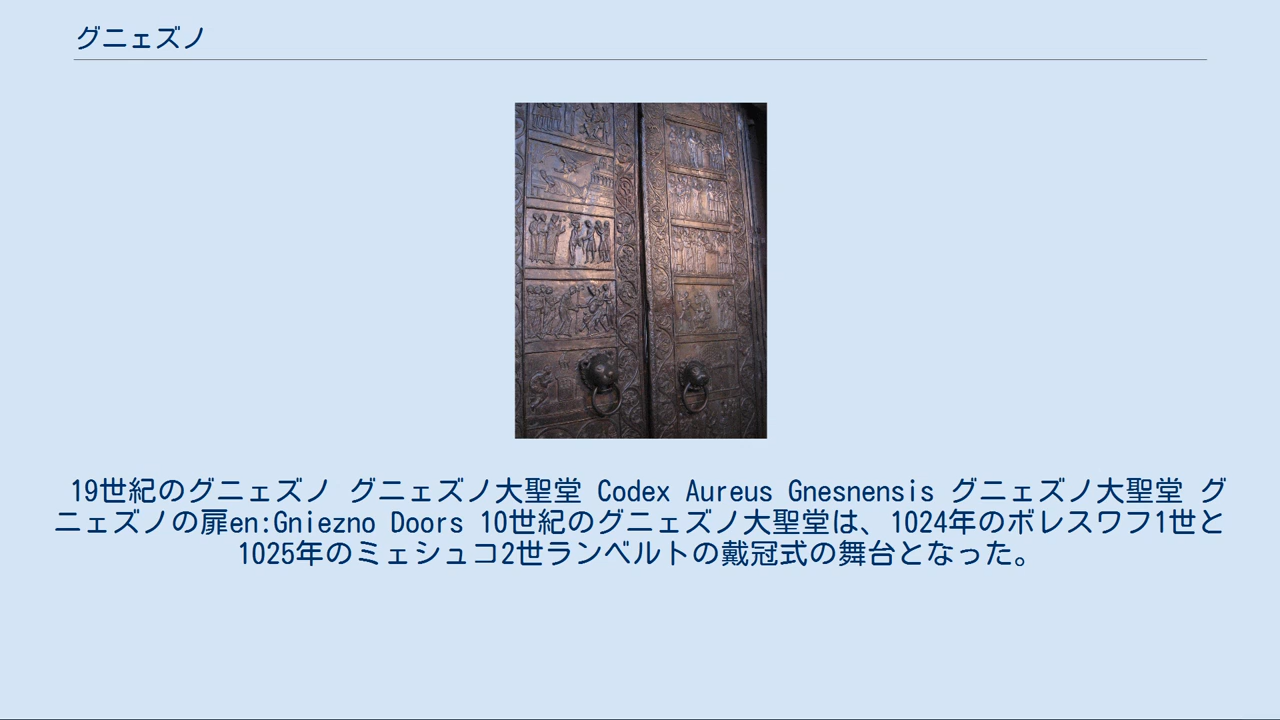 グニェズノ
19世紀のグニェズノ グニェズノ大聖堂 Codex Aureus Gnesnensis グニェズノ大聖堂 グ
ニェズノの扉en:Gniezno Doors 10世紀のグニェズノ大聖堂は、1024年のボレスワフ1世と
1025年のミェシュコ2世ランベルトの戴冠式の舞台となった。